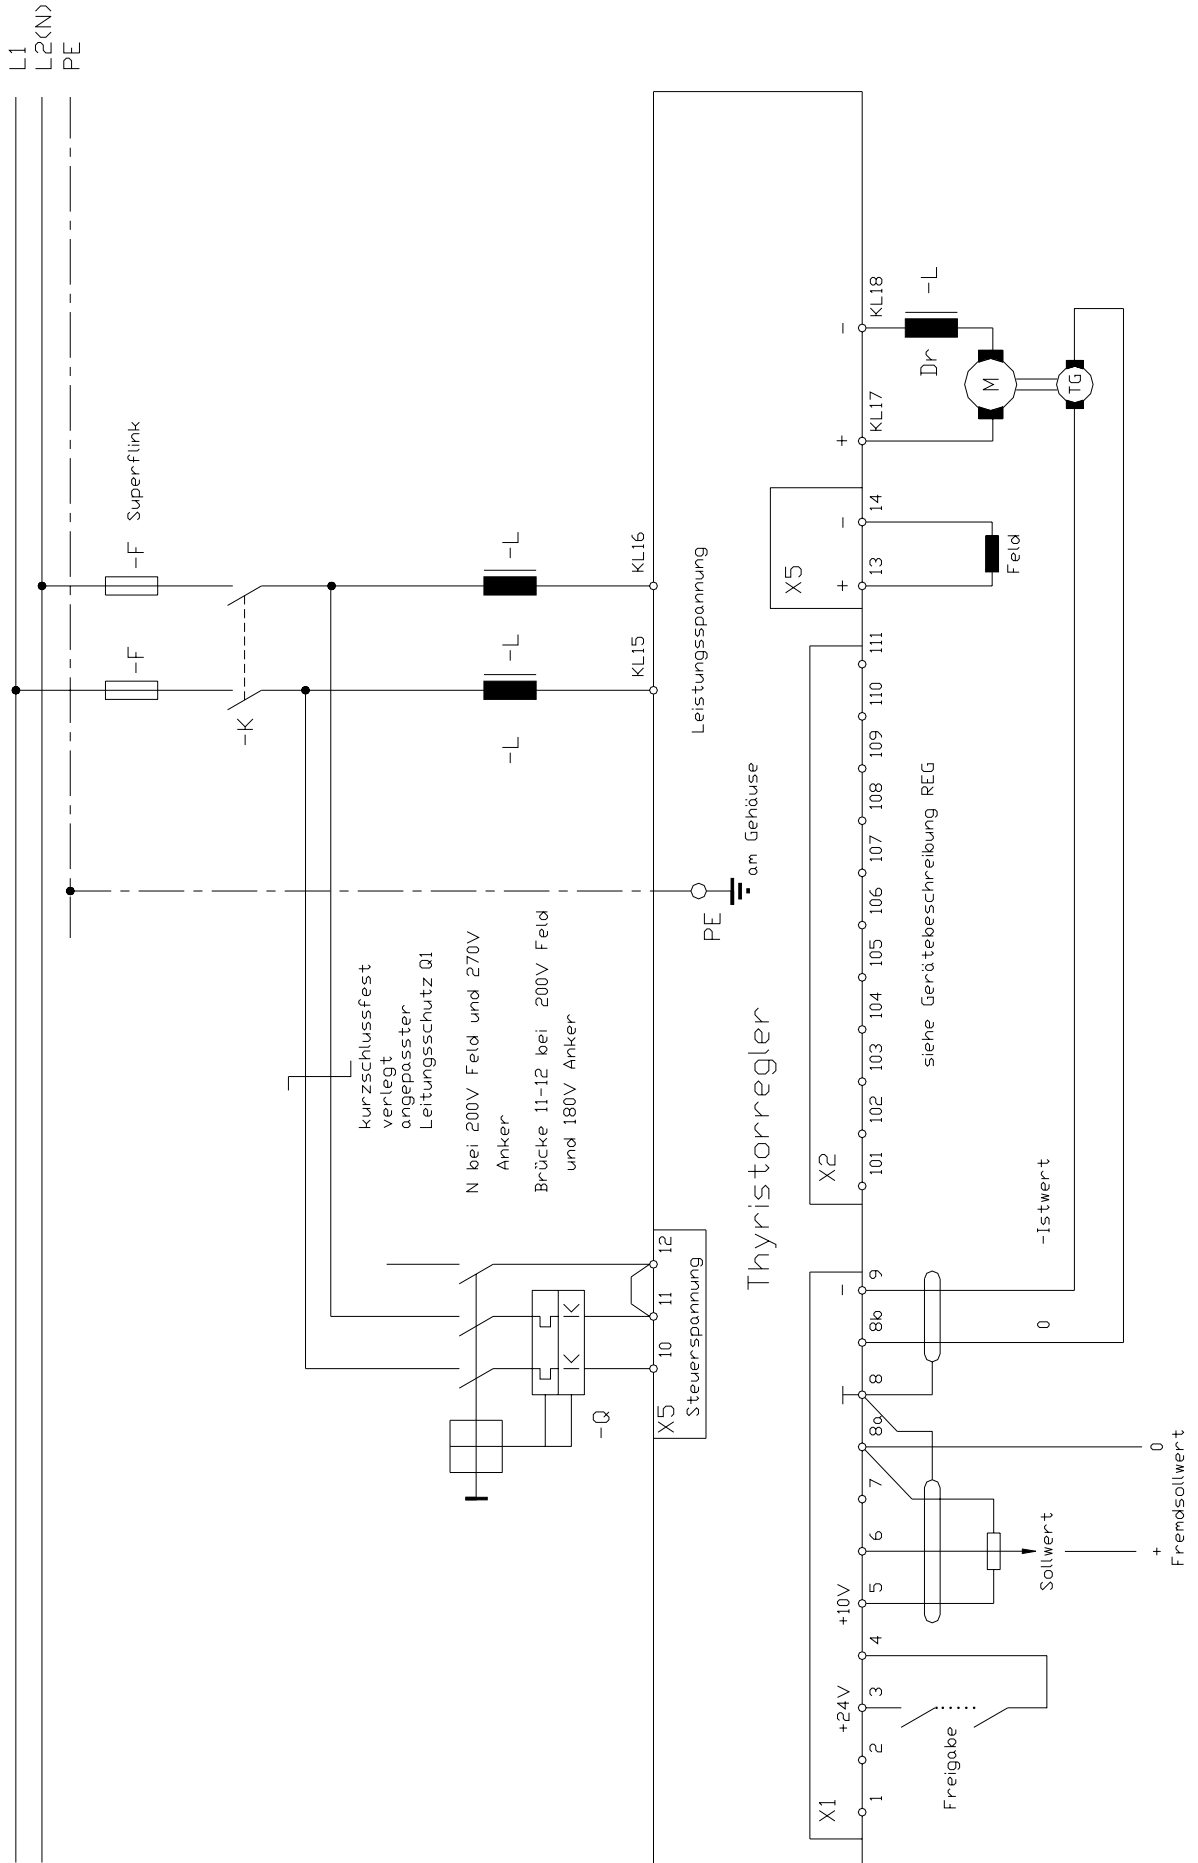 L1
L2(N)
PE
-F
-F
Superflink
-K
kurzschlussfest
verlegt
angepasster
Leitungsschutz Q1
N bei 200V Feld und 270V
Anker
Brücke 11-12 bei 200V Feld
und 180V Anker
-L
-L
-L
-Q
X5
10
11
12
Steuerspannung
PE
am Gehäuse
KL15
KL16
Leistungsspannung
Thyristorregler
X1
+24V
+10V
-
1
2
3
4
5
6
7
8a
8
8b
9
X2
101
102
103
104
105
106
107
108
109
110
111
X5
+
-
13
14
+
-
KL17
KL18
Freigabe
siehe Gerätebeschreibung REG
Feld
Dr
-L
M
TG
Sollwert
0
-Istwert
+
0
Fremdsollwert